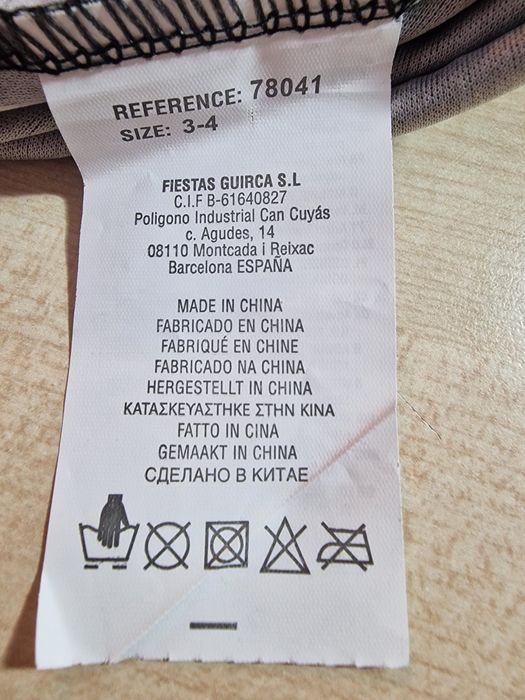 REFERENCE: 78041
SIZE: 3-4
FIESTAS GUIRCA S.L
C.I.F B-61640827
Poligono Industrial Can Cuyás
c. Agudes, 14
08110 Montcada i Reixac
Barcelona ESPAÑA
MADE IN CHINA
FABRICADO EN CHINA
FABRIQUÉ EN CHINE
FABRICADO NA CHINA
HERGESTELLT IN CHINA
ΚΑΤΑΣΚΕΥΑΣΤΗΚΕ ΣΤΗΝ ΚΙΝΑ
FATTO IN CINA
GEMAAKT IN CHINA
СДЕЛАНО В КИТАЕ